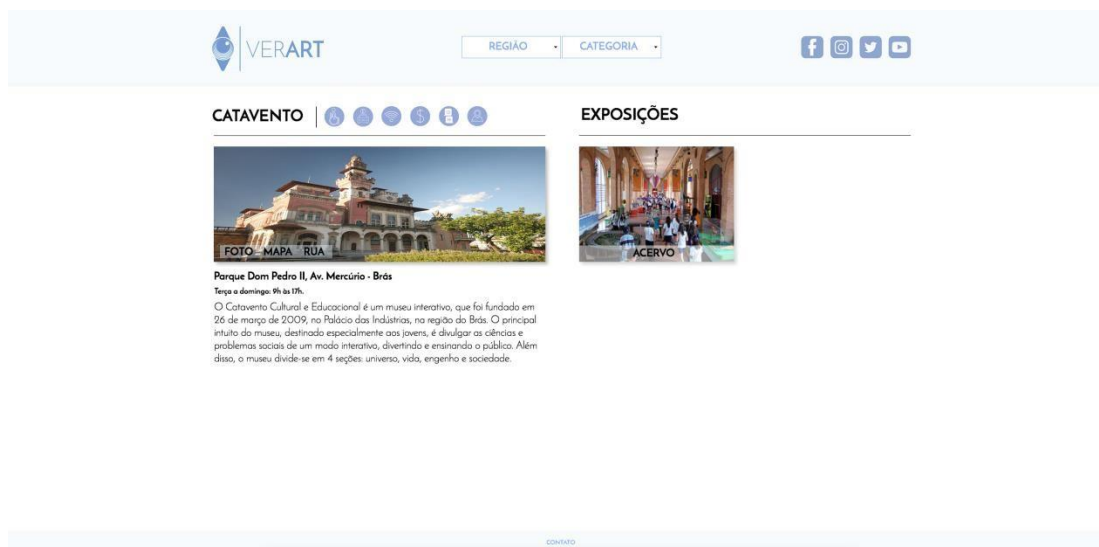 VERART
REGIÃO
CATEGORIA
CATAVENTO
EXPOSIÇÕES
FOTO MAPA RUA
ACERVO
Parque Dom Pedro II, Av. Mercúrio - Brás
Terça a domingo: 9h às 17h.
O Catavento Cultural e Educacional é um museu interativo, que foi fundado em
26 de março de 2009, no Palácio das Indústrias, na região do Brás. O principal
intuito do museu, destinado especialmente aos jovens, é divulgar as ciências e
problemas sociais de um modo interativo, divertindo e ensinando o público. Além
disso, o museu divide-se em 4 seções: universo, vida, engenho e sociedade.
CONTATO